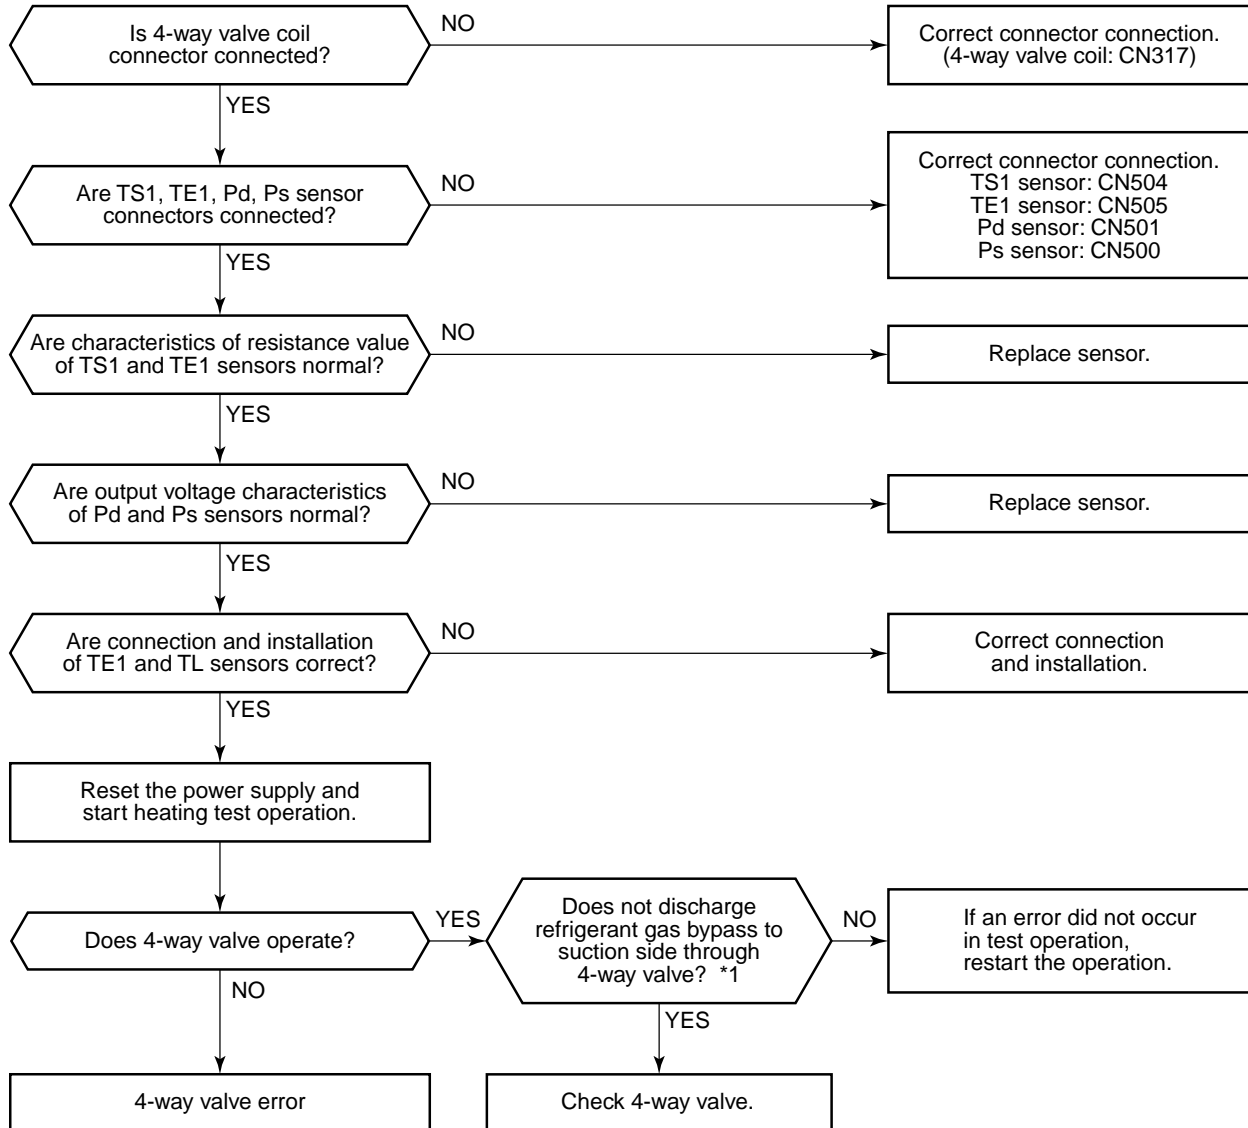 Is 4-way valve coil
connector connected?
NO
Correct connector connection.
(4-way valve coil: CN317)
YES
Are TS1, TE1, Pd, Ps sensor
connectors connected?
NO
Correct connector connection.
TS1 sensor: CN504
TE1 sensor: CN505
Pd sensor: CN501
Ps sensor: CN500
YES
Are characteristics of resistance value
of TS1 and TE1 sensors normal?
NO
Replace sensor.
YES
Are output voltage characteristics
of Pd and Ps sensors normal?
NO
Replace sensor.
YES
Are connection and installation
of TE1 and TL sensors correct?
NO
Correct connection
and installation.
YES
Reset the power supply and
start heating test operation.
Does 4-way valve operate?
YES
Does not discharge
refrigerant gas bypass to
suction side through
4-way valve? *1
NO
If an error did not occur
in test operation,
restart the operation.
NO
YES
4-way valve error
Check 4-way valve.